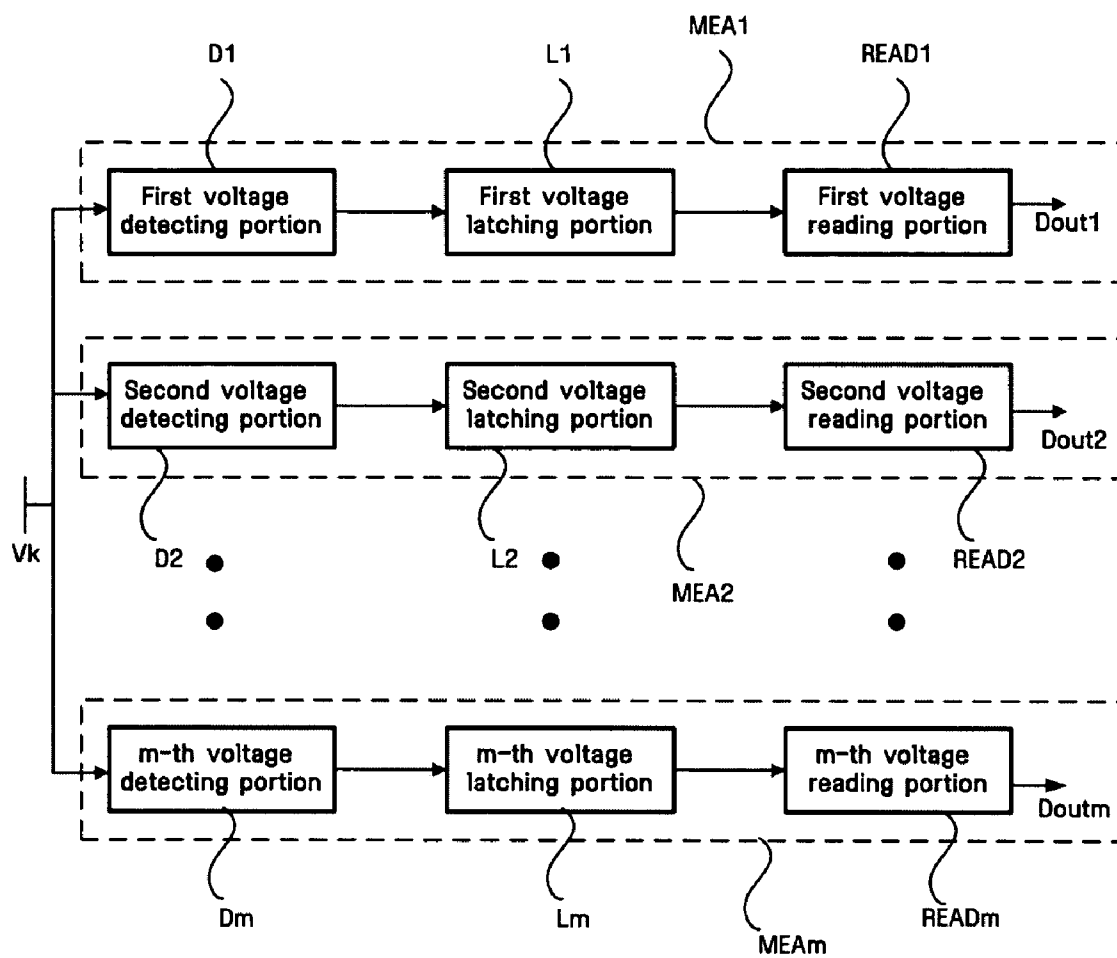 MEA1
D1
L1
READ1
First voltage
detecting portion
First voltage
latching portion
First voltage
reading portion
Dout1
Second voltage
detecting portion
Second voltage
latching portion
Second voltage
reading portion
Dout2
Vk
D2
L2
MEA2
READ2
m-th voltage
detecting portion
m-th voltage
latching portion
m-th voltage
reading portion
Doutm
Dm
Lm
READm
MEAm